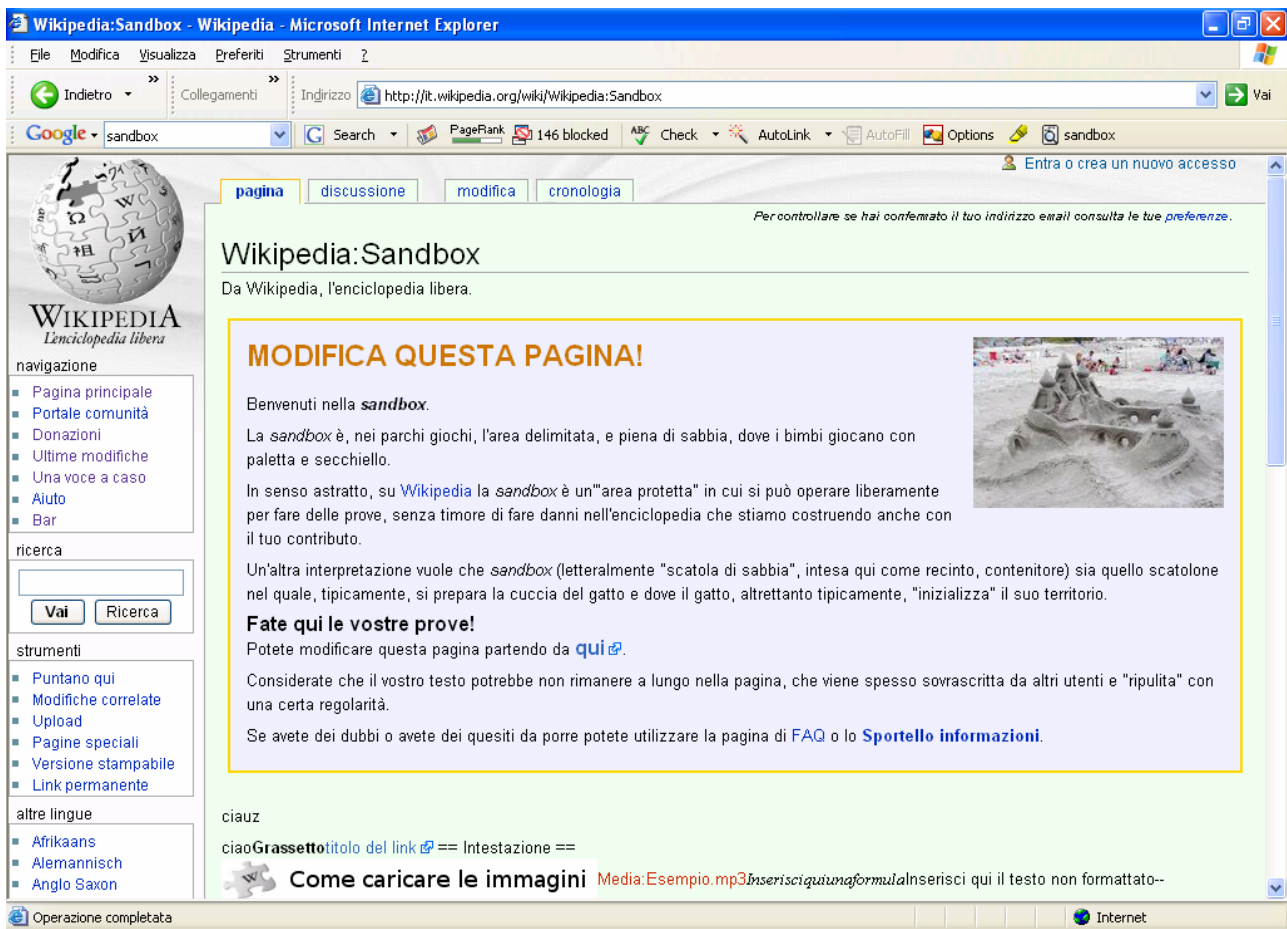 Wikipedia:Sandbox - Wikipedia - Microsoft Internet Explorer
File Modifica Visualizza Preferiti Strumenti ?
Indietro » Collegamenti » Indirizzo http://it.wikipedia.org/wiki/Wikipedia:Sandbox Vai
Google sandbox G Search PageRank 146 blocked ABC Check AutoLink AutoFill Options sandbox
Entra o crea un nuovo accesso
pagina discussione modifica cronologia
Per controllare se hai confermato il tuo indirizzo email consulta le tue preferenze.
Wikipedia:Sandbox
Da Wikipedia, l'enciclopedia libera.
WIKIPEDIA
L'enciclopedia libera
navigazione
Pagina principale
Portale comunità
Donazioni
Ultime modifiche
Una voce a caso
Aiuto
Bar
ricerca
Vai Ricerca
strumenti
Puntano qui
Modifiche correlate
Upload
Pagine speciali
Versione stampabile
Link permanente
altre lingue
Afrikaans
Alemannisch
Anglo Saxon
MODIFICA QUESTA PAGINA!
Benvenuti nella sandbox.
La sandbox è, nei parchi giochi, l'area delimitata, e piena di sabbia, dove i bimbi giocano con
paletta e secchiello.
In senso astratto, su Wikipedia la sandbox è un'"area protetta" in cui si può operare liberamente
per fare delle prove, senza timore di fare danni nell'enciclopedia che stiamo costruendo anche con
il tuo contributo.
Un'altra interpretazione vuole che sandbox (letteralmente "scatola di sabbia", intesa qui come recinto, contenitore) sia quello scatolone
nel quale, tipicamente, si prepara la cuccia del gatto e dove il gatto, altrettanto tipicamente, "inizializza" il suo territorio.
Fate qui le vostre prove!
Potete modificare questa pagina partendo da qui.
Considerate che il vostro testo potrebbe non rimanere a lungo nella pagina, che viene spesso sovrascritta da altri utenti e "ripulita" con
una certa regolarità.
Se avete dei dubbi o avete dei quesiti da porre potete utilizzare la pagina di FAQ o lo Sportello informazioni.
ciauz
ciaoGrassettotitolo del link == Intestazione ==
Come caricare le immagini Media:Esempio.mp3InserisciquiunaformulaInserisci qui il testo non formattato--
Operazione completata Internet